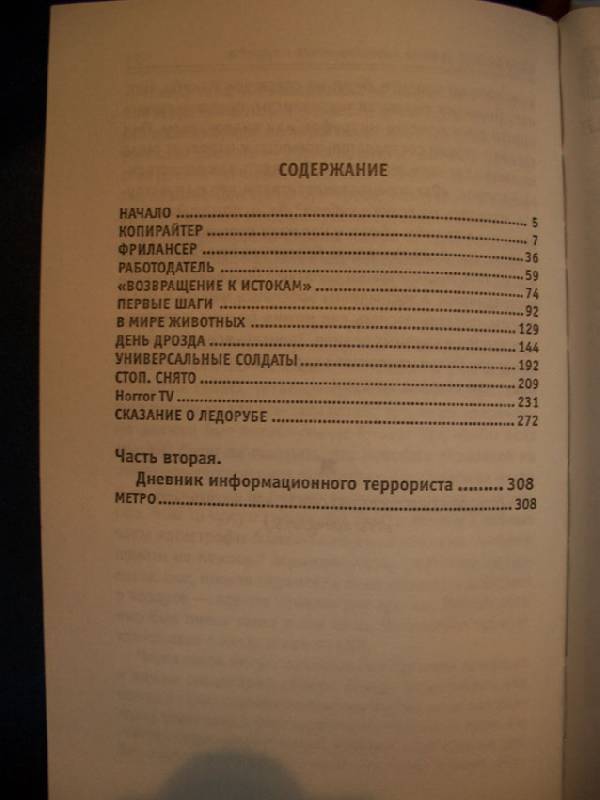 СОДЕРЖАНИЕ
НАЧАЛО 5
КОПИРАЙТЕР 7
ФРИЛАНСЕР 36
РАБОТОДАТЕЛЬ 59
«ВОЗВРАЩЕНИЕ К ИСТОКАМ» 74
ПЕРВЫЕ ШАГИ 92
В МИРЕ ЖИВОТНЫХ 129
ДЕНЬ ДРОЗДА 144
УНИВЕРСАЛЬНЫЕ СОЛДАТЫ 192
СТОП. СНЯТО 209
Horror TV 231
СКАЗАНИЕ О ЛЕДОРУБЕ 272
Часть вторая.
Дневник информационного террориста 308
МЕТРО 308